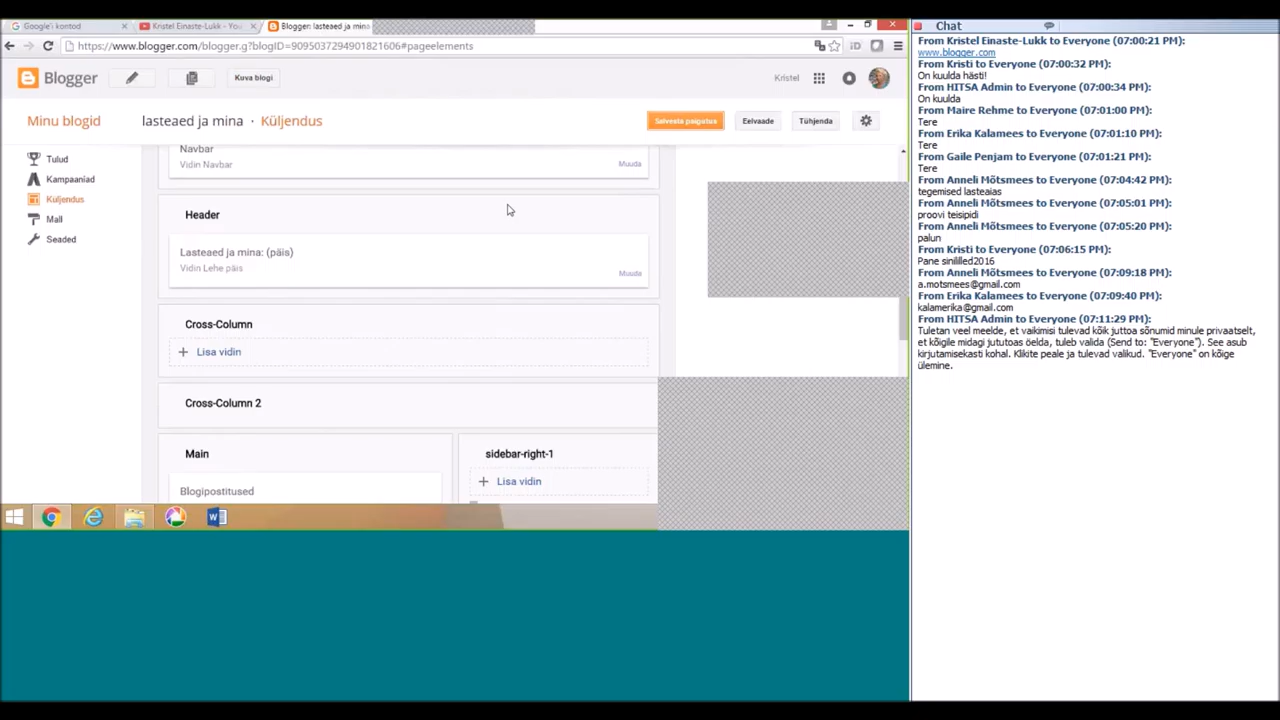 Google'i kontod
Kristel Einaste-Lukk - You
Blogger: lasteaed ja mina
https://www.blogger.com/blogger.g?blogID=9095037294901821606#pageelements
Blogger
Kuva blogi
Kristel
Minu blogid
lasteaed ja mina · Küljendus
Salvesta paigutus
Eelvaade
Tühjenda
Tulud
Kampaaniad
Küljendus
Mall
Seaded
Navbar
Vidin Navbar
Muuda
Header
Lasteaed ja mina: (päis)
Vidin Lehe päis
Muuda
Cross-Column
+ Lisa vidin
Cross-Column 2
Main
Blogipostitused
sidebar-right-1
+ Lisa vidin
Chat
From Kristel Einaste-Lukk to Everyone (07:00:21 PM):
www.blogger.com
From Kristi to Everyone (07:00:32 PM):
On kuulda hästi!
From HITSA Admin to Everyone (07:00:34 PM):
On kuulda
From Maire Rehme to Everyone (07:01:00 PM):
Tere
From Erika Kalamees to Everyone (07:01:10 PM):
Tere
From Gaile Penjam to Everyone (07:01:21 PM):
Tere
From Anneli Mõtsmees to Everyone (07:04:42 PM):
tegemised lasteaias
From Anneli Mõtsmees to Everyone (07:05:01 PM):
proovi teisipidi
From Anneli Mõtsmees to Everyone (07:05:20 PM):
palun
From Kristi to Everyone (07:06:15 PM):
Pane sinililled2016
From Anneli Mõtsmees to Everyone (07:09:18 PM):
a.motsmees@gmail.com
From Erika Kalamees to Everyone (07:09:40 PM):
kalamerika@gmail.com
From HITSA Admin to Everyone (07:11:29 PM):
Tuletan veel meelde, et vaikimisi tulevad kõik juttoa sõnumid minule privaatselt,
et kõigile midagi jututoas öelda, tuleb valida (Send to: "Everyone"). See asub
kirjutamisekasti kohal. Klikite peale ja tulevad valikud. "Everyone" on kõige
ülemine.